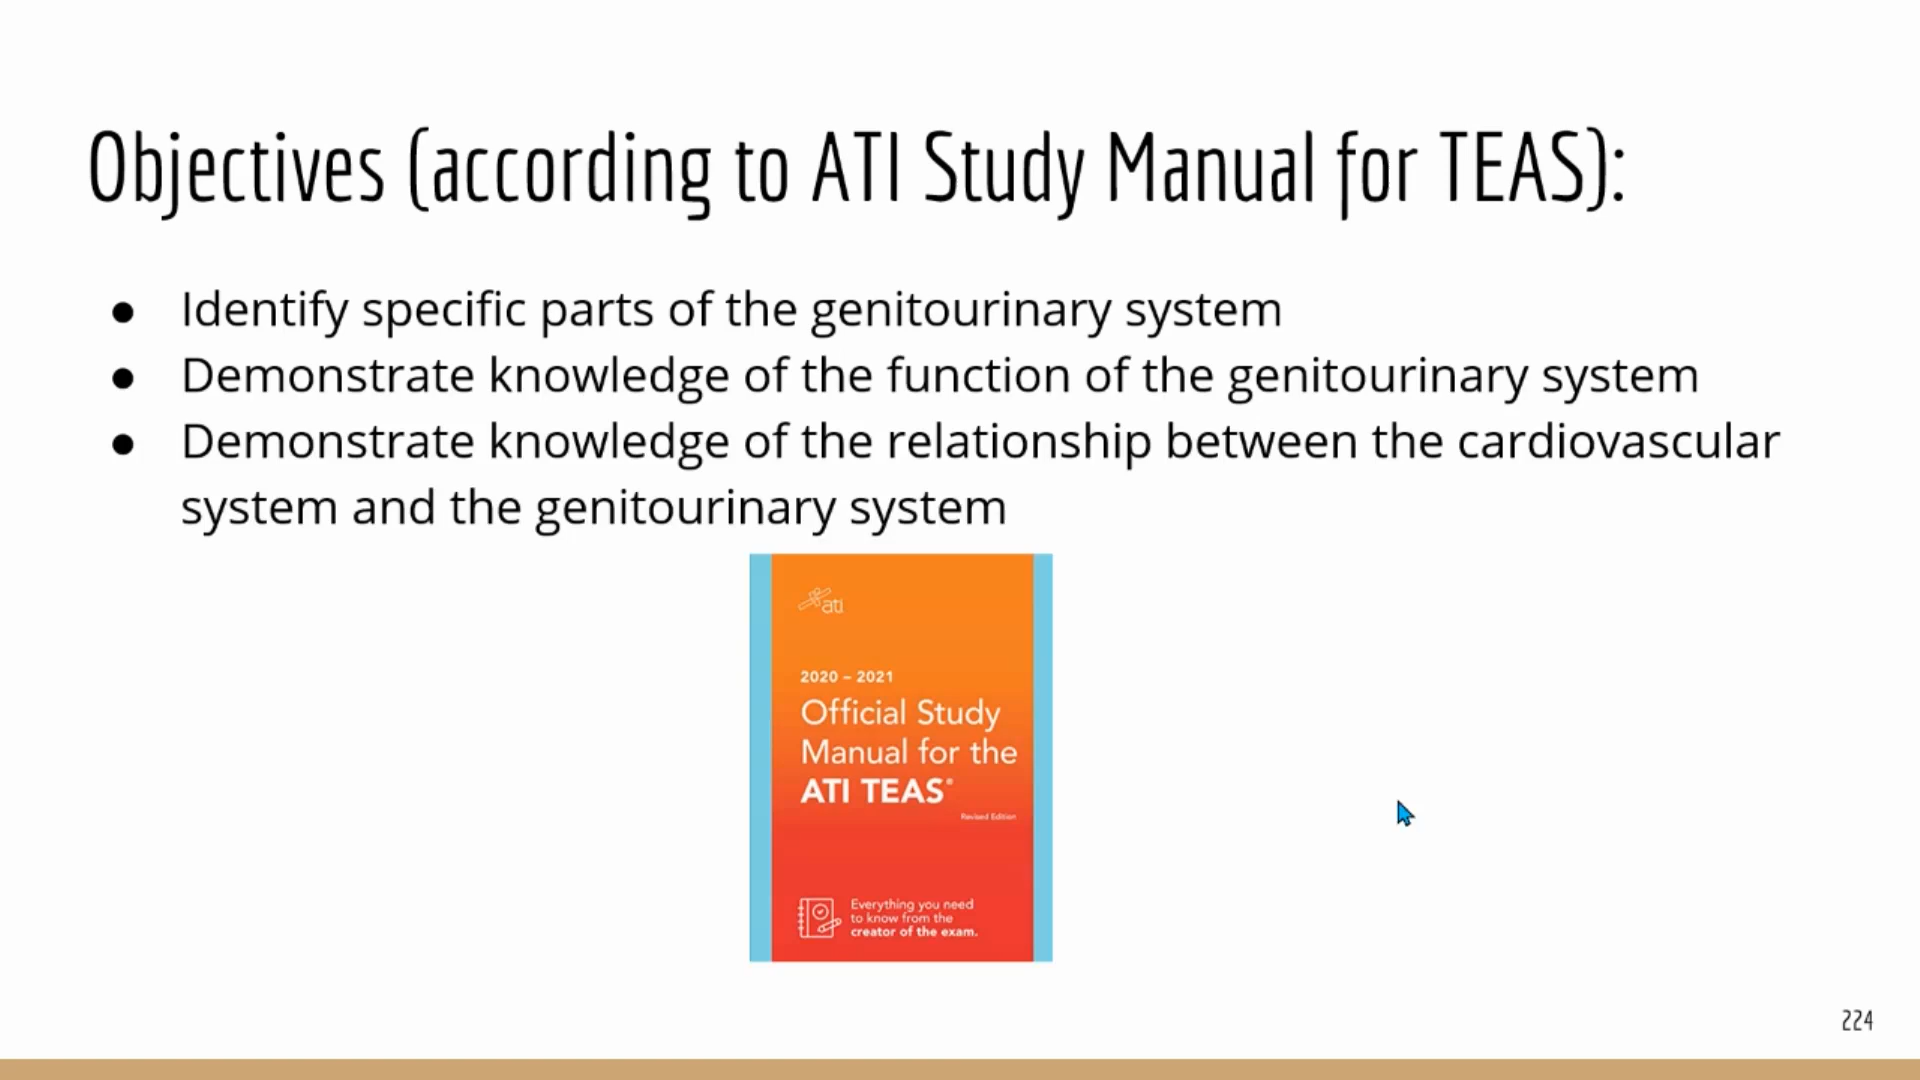 Objectives (according to ATI Study Manual for TEAS):
● Identify specific parts of the genitourinary system
● Demonstrate knowledge of the function of the genitourinary system
● Demonstrate knowledge of the relationship between the cardiovascular
system and the genitourinary system
ati
2020 – 2021
Official Study
Manual for the
ATI TEAS®
Revised Edition
Everything you need
to know from the
creator of the exam.
224